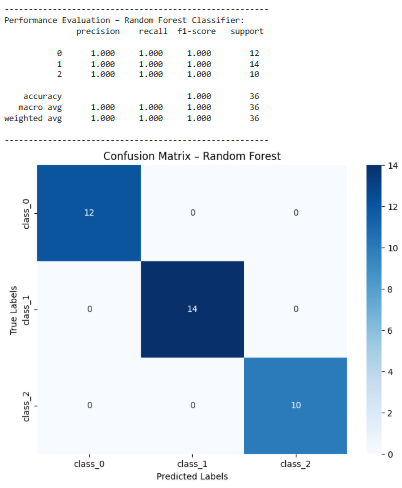 --------------------------------------------------
Performance Evaluation – Random Forest Classifier:
precision recall f1-score support
0 1.000 1.000 1.000 12
1 1.000 1.000 1.000 14
2 1.000 1.000 1.000 10
accuracy 1.000 36
macro avg 1.000 1.000 1.000 36
weighted avg 1.000 1.000 1.000 36
--------------------------------------------------
Confusion Matrix – Random Forest
True Labels
class_0
12 0 0
class_1
0 14 0
class_2
0 0 10
class_0 class_1 class_2
Predicted Labels
14
12
10
8
6
4
2
0